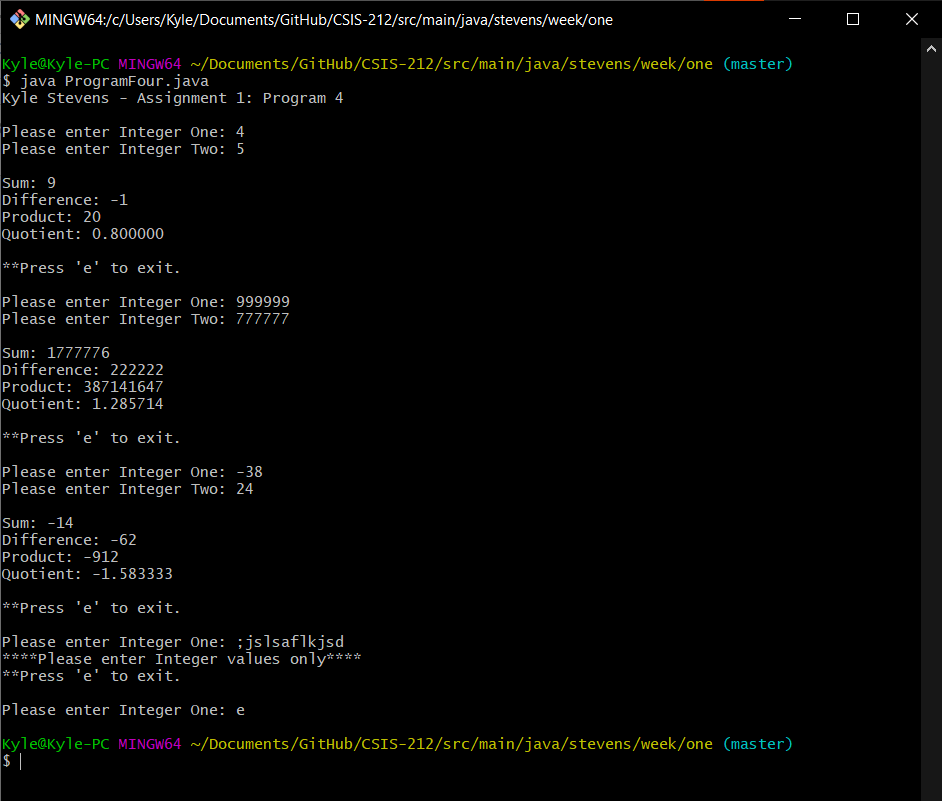 MINGW64:/c/Users/Kyle/Documents/GitHub/CSIS-212/src/main/java/stevens/week/one
Kyle@Kyle-PC MINGW64 ~/Documents/GitHub/CSIS-212/src/main/java/stevens/week/one (master)
$ java ProgramFour.java
Kyle Stevens - Assignment 1: Program 4
Please enter Integer One: 4
Please enter Integer Two: 5
Sum: 9
Difference: -1
Product: 20
Quotient: 0.800000
**Press 'e' to exit.
Please enter Integer One: 999999
Please enter Integer Two: 777777
Sum: 1777776
Difference: 222222
Product: 387141647
Quotient: 1.285714
**Press 'e' to exit.
Please enter Integer One: -38
Please enter Integer Two: 24
Sum: -14
Difference: -62
Product: -912
Quotient: -1.583333
**Press 'e' to exit.
Please enter Integer One: ;jslsaflkjsd
****Please enter Integer values only****
**Press 'e' to exit.
Please enter Integer One: e
Kyle@Kyle-PC MINGW64 ~/Documents/GitHub/CSIS-212/src/main/java/stevens/week/one (master)
$